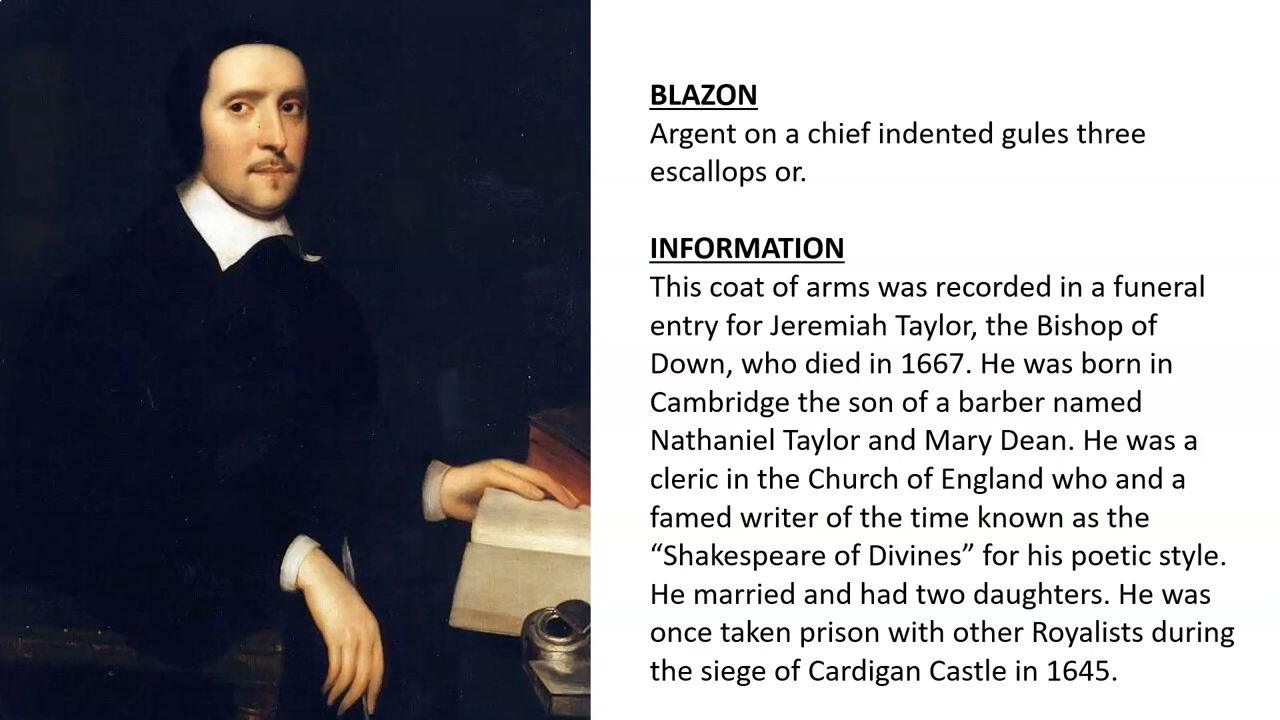 BLAZON
Argent on a chief indented gules three
escallops or.
INFORMATION
This coat of arms was recorded in a funeral
entry for Jeremiah Taylor, the Bishop of
Down, who died in 1667. He was born in
Cambridge the son of a barber named
Nathaniel Taylor and Mary Dean. He was a
cleric in the Church of England who and a
famed writer of the time known as the
“Shakespeare of Divines” for his poetic style.
He married and had two daughters. He was
once taken prison with other Royalists during
the siege of Cardigan Castle in 1645.